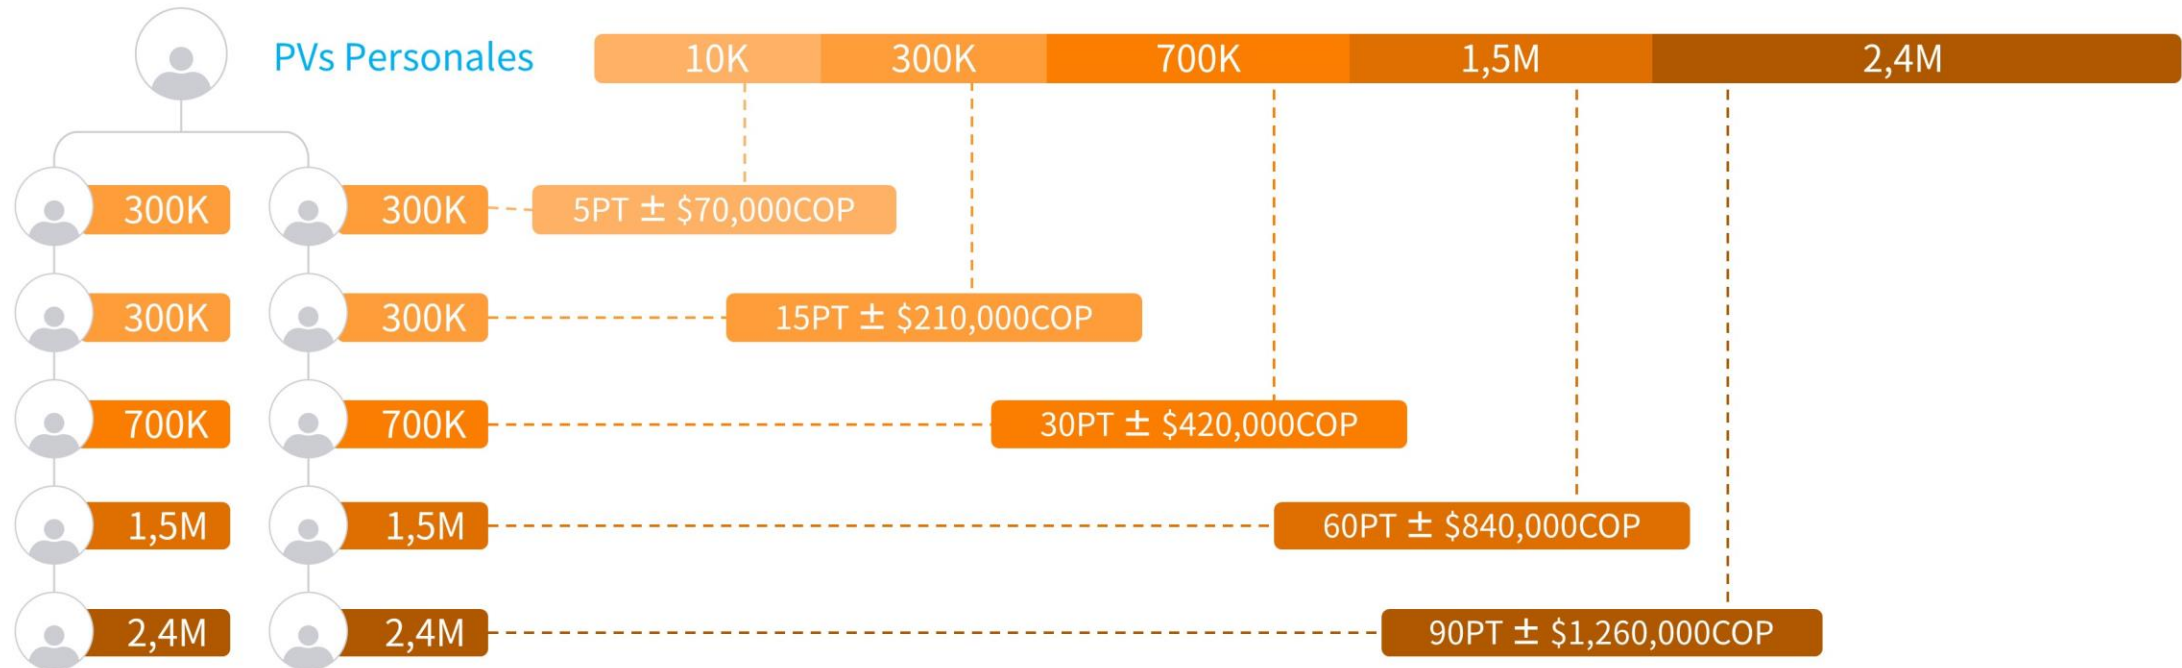 PVs Personales 10K 300K 700K 1,5M 2,4M
300K 300K 5PT ± $70,000COP
300K 300K 15PT ± $210,000COP
700K 700K 30PT ± $420,000COP
1,5M 1,5M 60PT ± $840,000COP
2,4M 2,4M 90PT ± $1,260,000COP